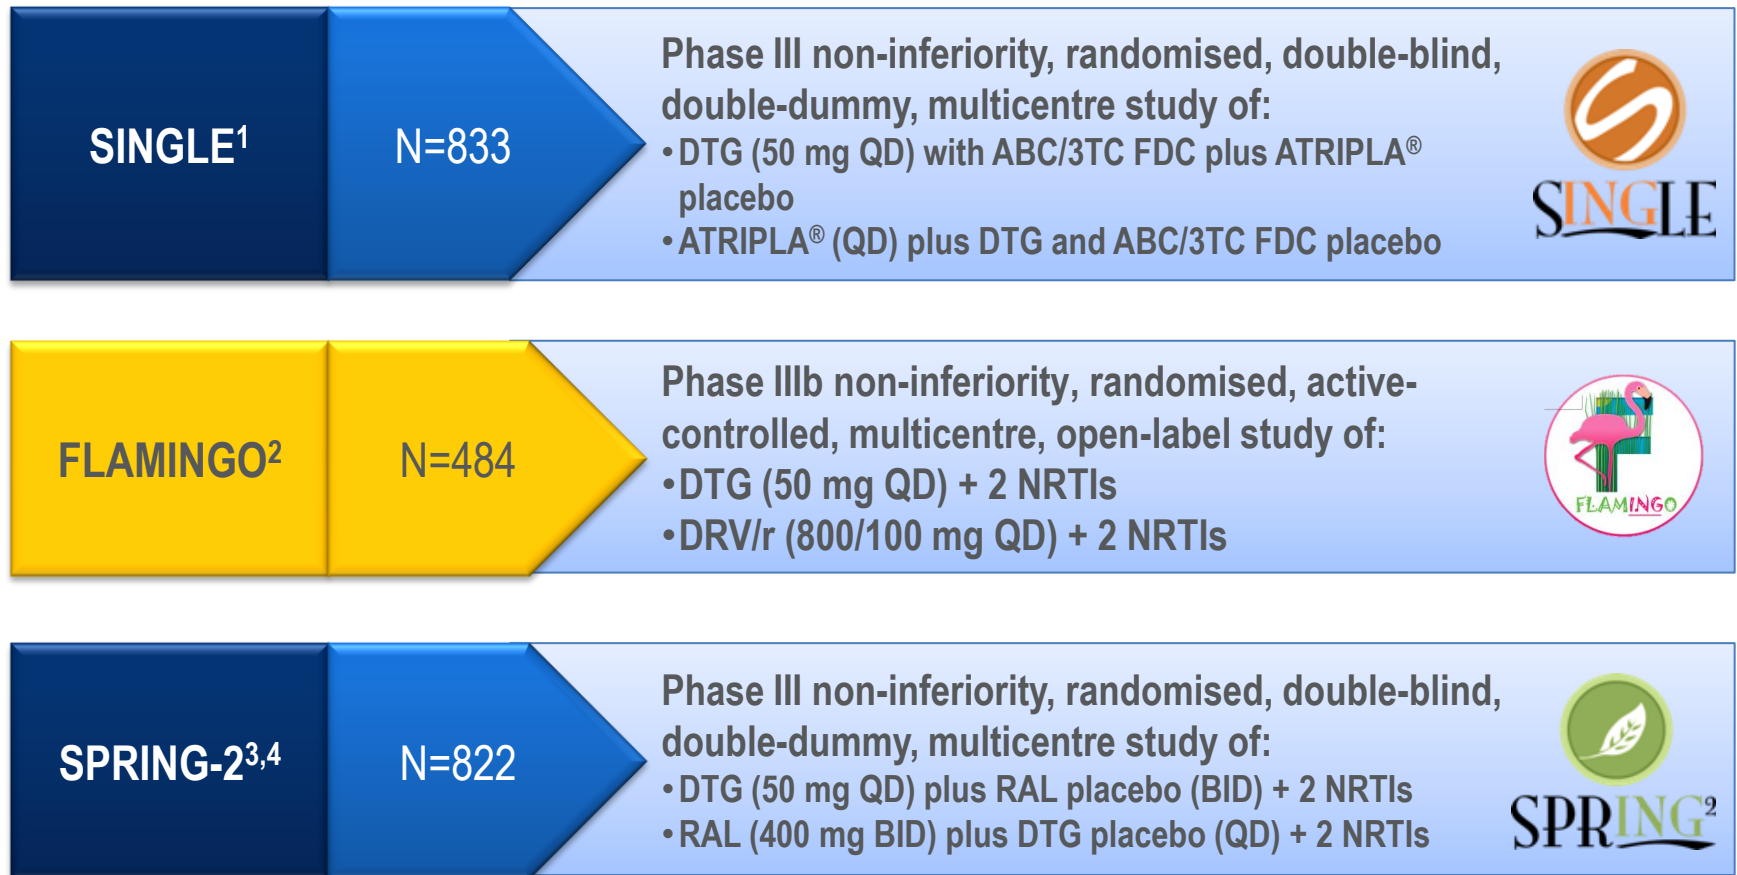 SINGLE¹
N=833
Phase III non-inferiority, randomised, double-blind,
double-dummy, multicentre study of:
• DTG (50 mg QD) with ABC/3TC FDC plus ATRIPLA®
placebo
• ATRIPLA® (QD) plus DTG and ABC/3TC FDC placebo
SINGLE
FLAMINGO²
N=484
Phase IIIb non-inferiority, randomised, active-
controlled, multicentre, open-label study of:
•DTG (50 mg QD) + 2 NRTIs
•DRV/r (800/100 mg QD) + 2 NRTIs
FLAMINGO
SPRING-2³,⁴
N=822
Phase III non-inferiority, randomised, double-blind,
double-dummy, multicentre study of:
• DTG (50 mg QD) plus RAL placebo (BID) + 2 NRTIs
• RAL (400 mg BID) plus DTG placebo (QD) + 2 NRTIs
SPRING²